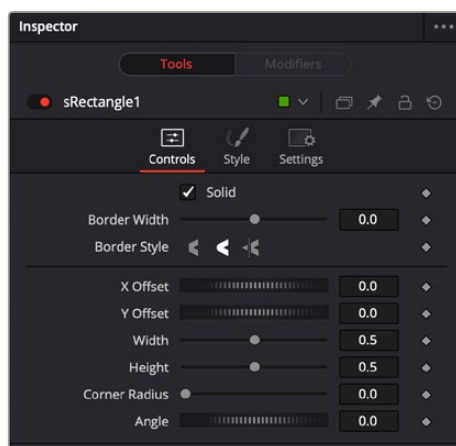 Inspector
Tools Modifiers
sRectangle1
Controls Style Settings
Solid
Border Width 0.0
Border Style
X Offset 0.0
Y Offset 0.0
Width 0.5
Height 0.5
Corner Radius 0.0
Angle 0.0